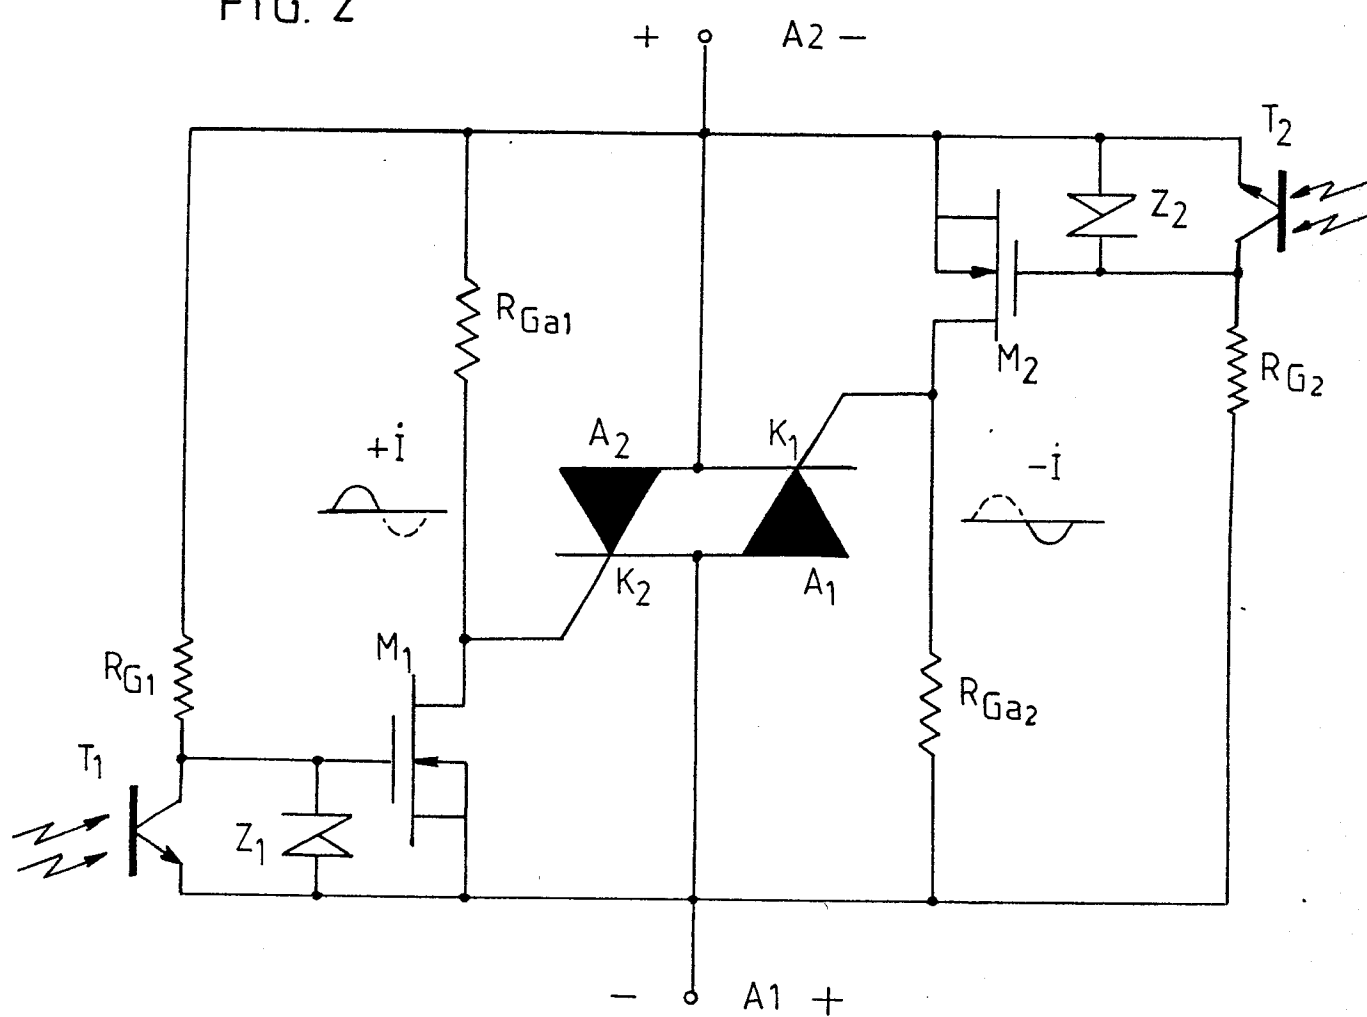 FIG. 2
+ A2 −
T2
Z2
RGa1
M2
RG2
A2 K1
+i
−i
K2 A1
M1
RG1
RGa2
T1
Z1
− A1 +